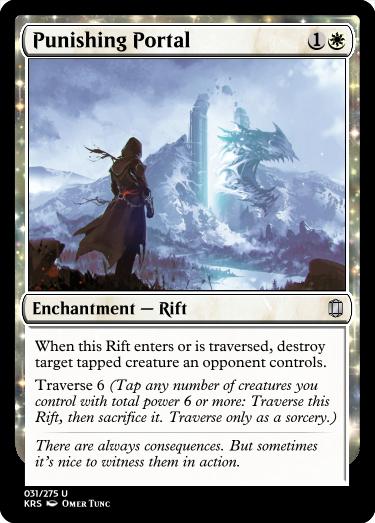 Punishing Portal 1
Enchantment — Rift
When this Rift enters or is traversed, destroy
target tapped creature an opponent controls.
Traverse 6 (Tap any number of creatures you
control with total power 6 or more: Traverse this
Rift, then sacrifice it. Traverse only as a sorcery.)
There are always consequences. But sometimes
it's nice to witness them in action.
031/275 U
KRS Omer Tunc